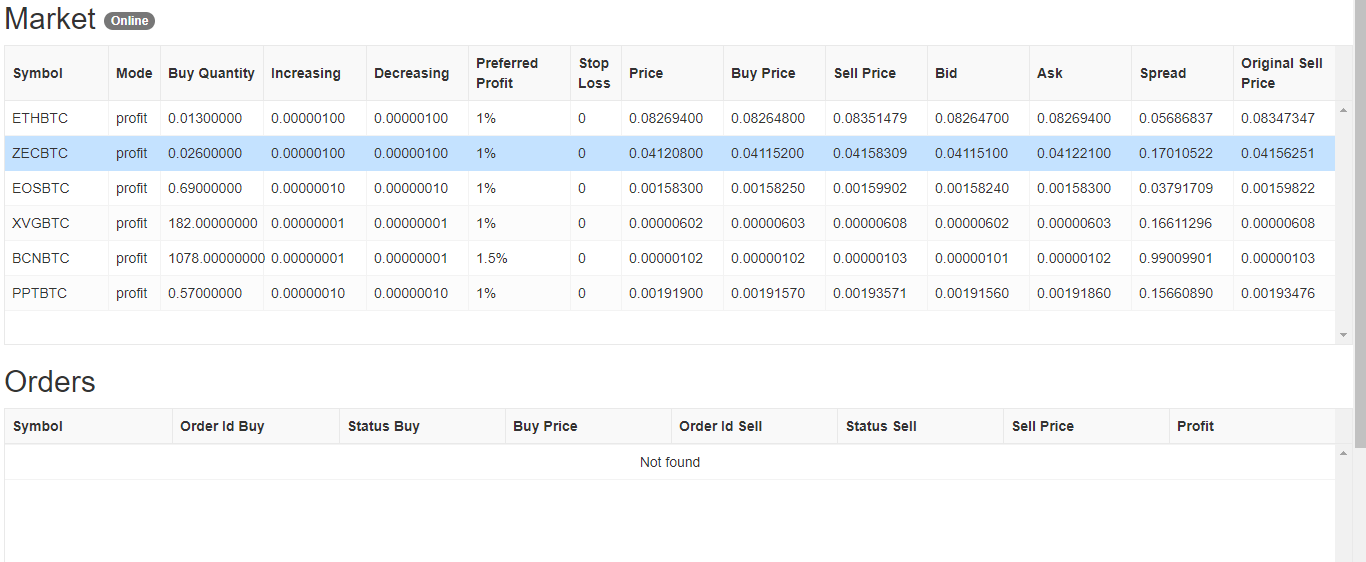 Market Online
Symbol Mode Buy Quantity Increasing Decreasing Preferred Profit Stop Loss Price Buy Price Sell Price Bid Ask Spread Original Sell Price
ETHBTC profit 0.01300000 0.00000100 0.00000100 1% 0 0.08269400 0.08264800 0.08351479 0.08264700 0.08269400 0.05686837 0.08347347
ZECBTC profit 0.02600000 0.00000100 0.00000100 1% 0 0.04120800 0.04115200 0.04158309 0.04115100 0.04122100 0.17010522 0.04156251
EOSBTC profit 0.69000000 0.00000010 0.00000010 1% 0 0.00158300 0.00158250 0.00159902 0.00158240 0.00158300 0.03791709 0.00159822
XVGBTC profit 182.00000000 0.00000001 0.00000001 1% 0 0.00000602 0.00000603 0.00000608 0.00000602 0.00000603 0.16611296 0.00000608
BCNBTC profit 1078.00000000 0.00000001 0.00000001 1.5% 0 0.00000102 0.00000102 0.00000103 0.00000101 0.00000102 0.99009901 0.00000103
PPTBTC profit 0.57000000 0.00000010 0.00000010 1% 0 0.00191900 0.00191570 0.00193571 0.00191560 0.00191860 0.15660890 0.00193476
Orders
Symbol Order Id Buy Status Buy Buy Price Order Id Sell Status Sell Sell Price Profit
Not found